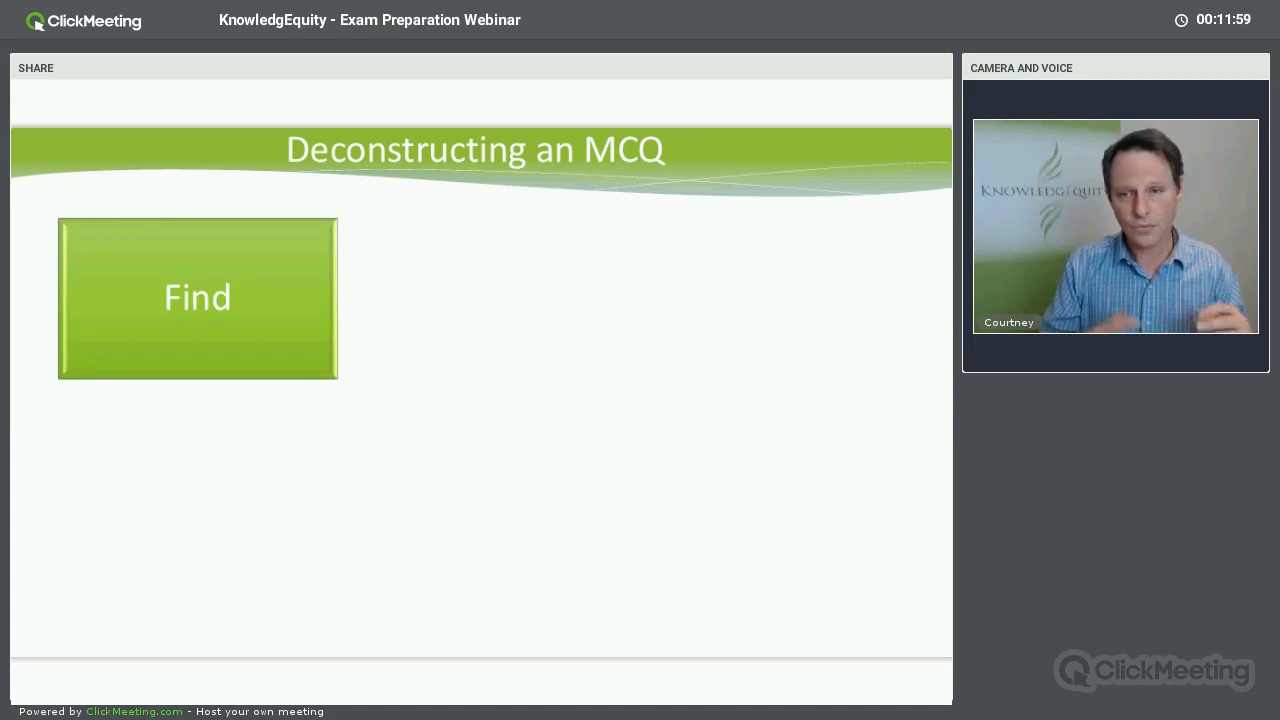 ClickMeeting
KnowledgEquity - Exam Preparation Webinar
00:11:59
SHARE
CAMERA AND VOICE
Deconstructing an MCQ
Find
KNOWLEDGEQUITY
Courtney
ClickMeeting
Powered by ClickMeeting.com - Host your own meeting